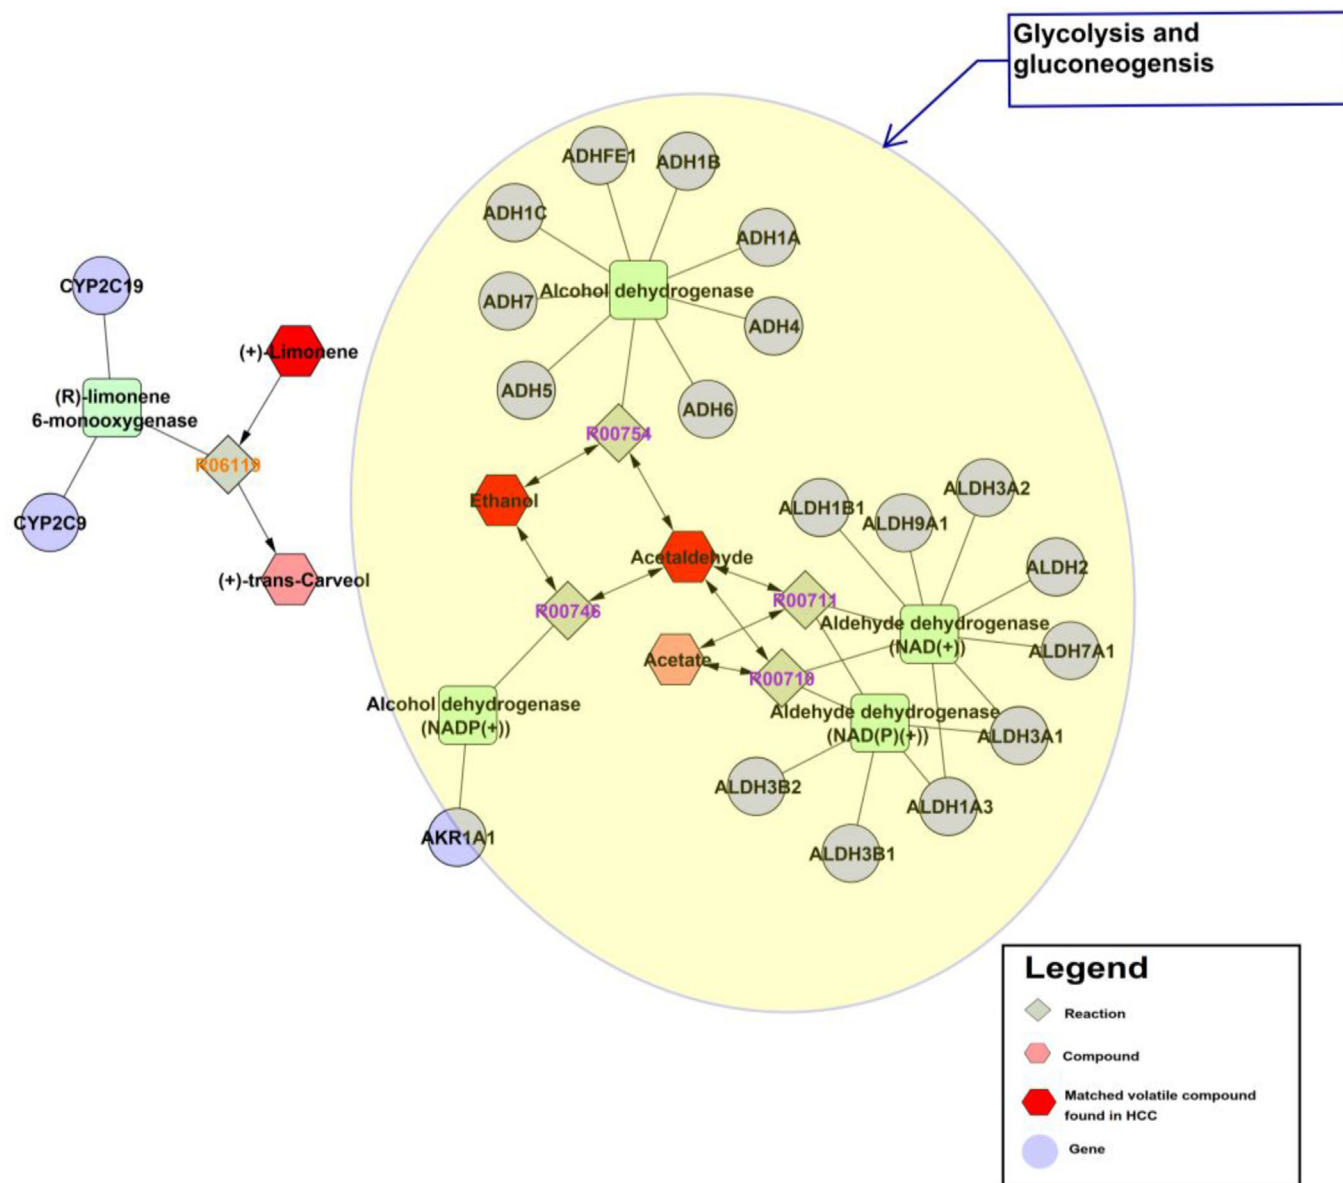 Glycolysis and
gluconeogensis
ADHFE1
ADH1B
ADH1C
ADH1A
CYP2C19
Alcohol dehydrogenase
ADH7
ADH4
(+)-Limonene
ADH5
ADH6
(R)-limonene
6-monooxygenase
R00754
R06119
Ethanol
ALDH3A2
ALDH1B1
ALDH9A1
CYP2C9
Acetaldehyde
ALDH2
(+)-trans-Carveol
R00746
R00711
Aldehyde dehydrogenase
(NAD(+))
ALDH7A1
Acetate
R00710
Alcohol dehydrogenase
(NADP(+))
Aldehyde dehydrogenase
(NAD(P)(+))
ALDH3A1
ALDH3B2
ALDH1A3
AKR1A1
ALDH3B1
Legend
Reaction
Compound
Matched volatile compound
found in HCC
Gene